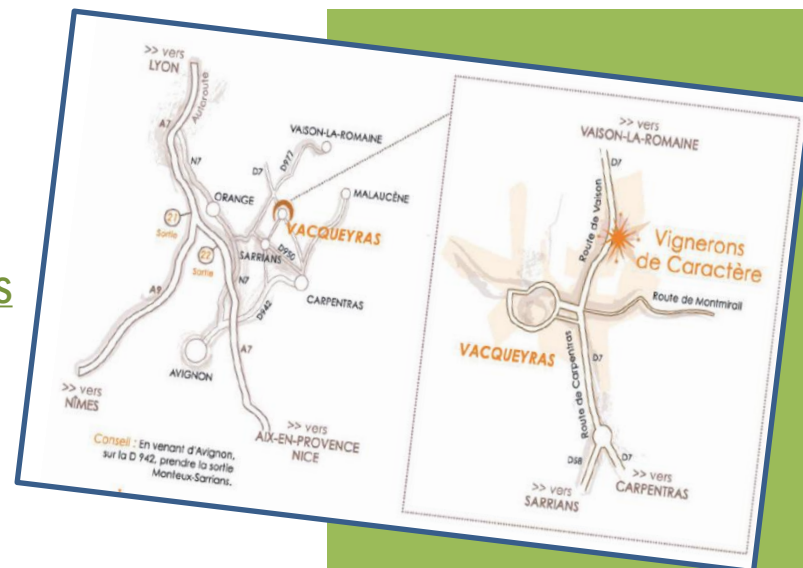 S
>> vers
LYON
Autoroute
A7
N7
VAISON-LA-ROMAINE
D977
D7
MALAUCÈNE
ORANGE
21
Sortie
VACQUEYRAS
22
Sortie
SARRIANS
D950
N7
CARPENTRAS
D942
A9
A7
AVIGNON
>> vers
NÎMES
>> vers
AIX-EN-PROVENCE
NICE
Conseil : En venant d'Avignon,
sur la D 942, prendre la sortie
Monteux-Sarrians.
>> vers
VAISON-LA-ROMAINE
D7
Route de Vaison
Vignerons
de Caractère
Route de Montmirail
VACQUEYRAS
D7
Route de Carpentras
D58
D7
>> vers
SARRIANS
>> vers
CARPENTRAS